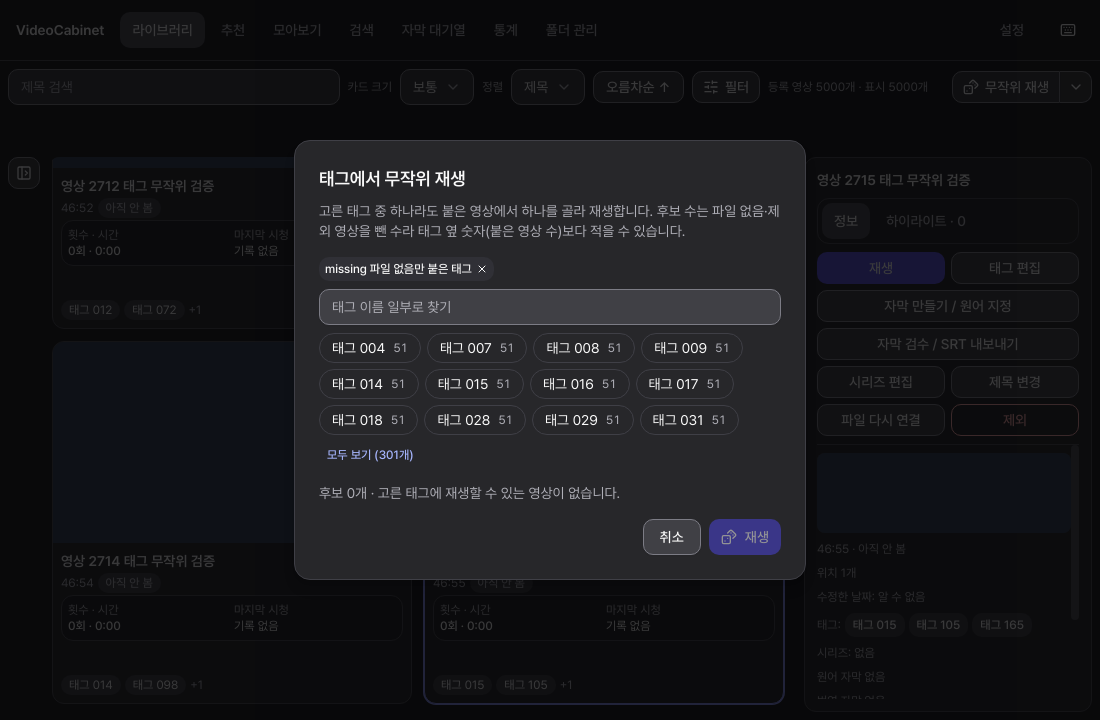 VideoCabinet 라이브러리 추천 모아보기 검색 자막 대기열 통계 폴더 관리 설정
제목 검색 카드 크기 보통 정렬 제목 오름차순 ↑ 필터 등록 영상 5000개 · 표시 5000개 무작위 재생
영상 2712 태그 무작위 검증
46:52 아직 안 봄
횟수 · 시간 마지막 시청
0회 · 0:00 기록 없음
태그 012 태그 072 +1
영상 2714 태그 무작위 검증
46:54 아직 안 봄
횟수 · 시간 마지막 시청
0회 · 0:00 기록 없음
태그 014 태그 098 +1
46:55 아직 안 봄
횟수 · 시간 마지막 시청
0회 · 0:00 기록 없음
태그 015 태그 105 +1
태그에서 무작위 재생
고른 태그 중 하나라도 붙은 영상에서 하나를 골라 재생합니다. 후보 수는 파일 없음·제
외 영상을 뺀 수라 태그 옆 숫자(붙은 영상 수)보다 적을 수 있습니다.
missing 파일 없음만 붙은 태그 ×
태그 이름 일부로 찾기
태그 004 51 태그 007 51 태그 008 51 태그 009 51
태그 014 51 태그 015 51 태그 016 51 태그 017 51
태그 018 51 태그 028 51 태그 029 51 태그 031 51
모두 보기 (301개)
후보 0개 · 고른 태그에 재생할 수 있는 영상이 없습니다.
취소 재생
영상 2715 태그 무작위 검증
정보 하이라이트 · 0
재생 태그 편집
자막 만들기 / 원어 지정
자막 검수 / SRT 내보내기
시리즈 편집 제목 변경
파일 다시 연결 제외
46:55 · 아직 안 봄
위치 1개
수정한 날짜: 알 수 없음
태그: 태그 015 태그 105 태그 165
시리즈: 없음
원어 자막 없음